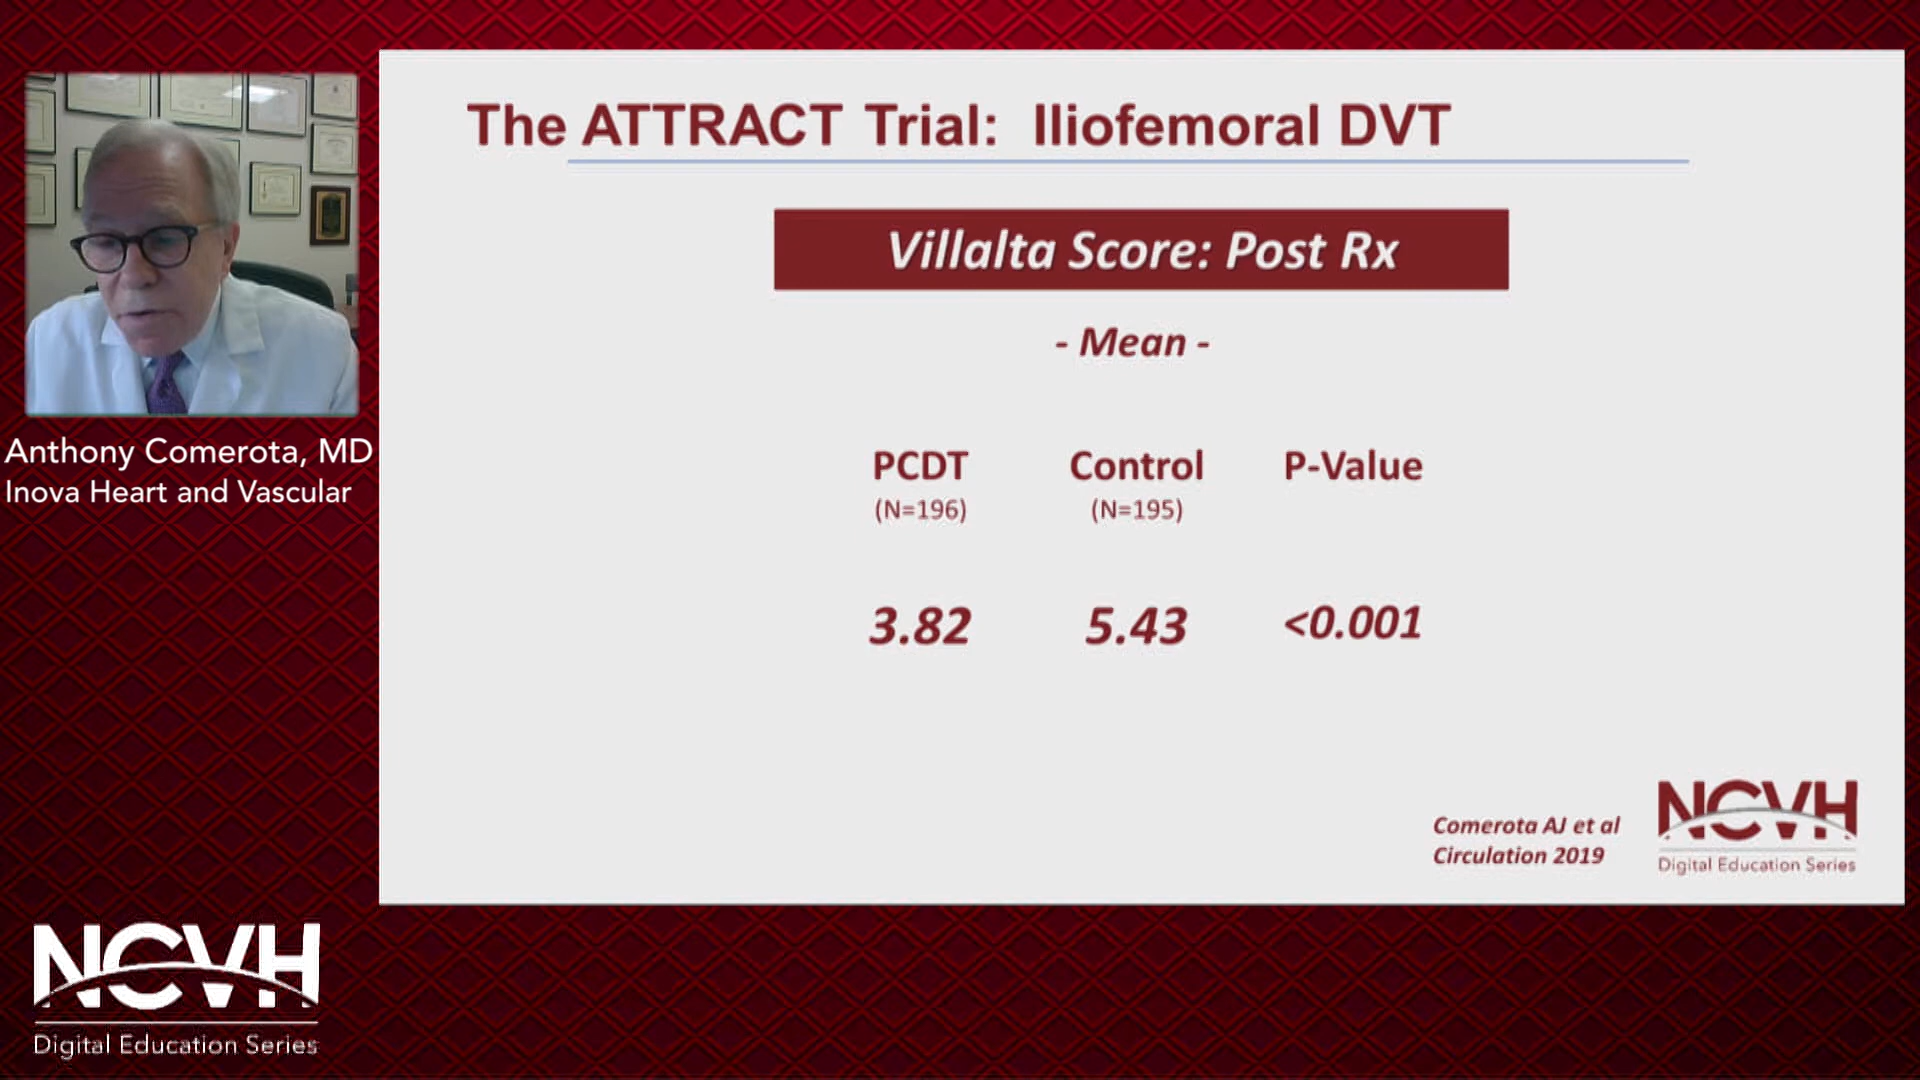 The ATTRACT Trial: Iliofemoral DVT
Villalta Score: Post Rx
- Mean -
PCDT Control P-Value
(N=196) (N=195)
3.82 5.43 <0.001
Comerota AJ et al
Circulation 2019
NCVH
Digital Education Series
Anthony Comerota, MD
Inova Heart and Vascular
NCVH
Digital Education Series